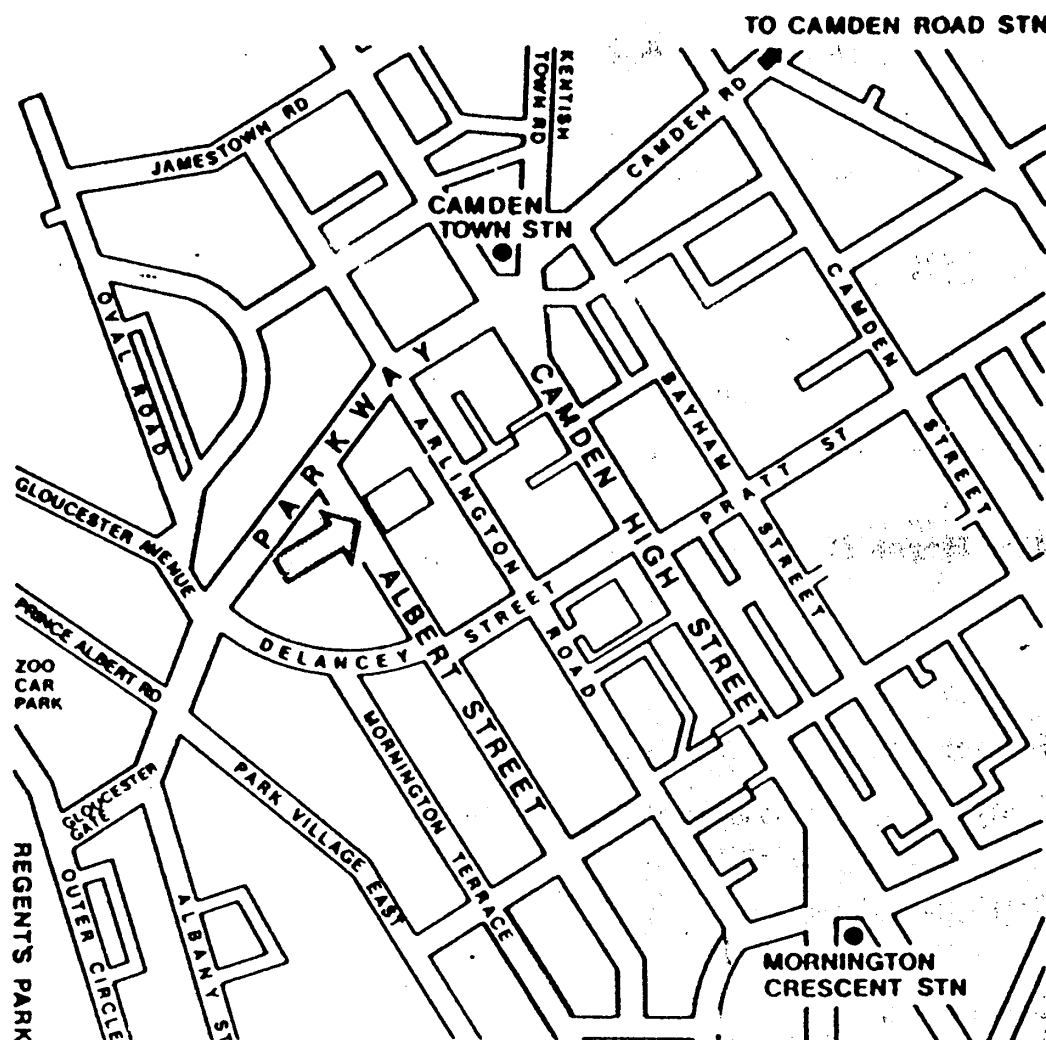 TO CAMDEN ROAD STN
KENTISH
TOWN RD
CAMDEN RD
JAMESTOWN RD
CAMDEN
TOWN STN
OVAL ROAD
CAMDEN
STREET
PARKWAY
ARLINGTON
ROAD
CAMDEN HIGH STREET
BAYHAM
STREET
PRATT ST
GLOUCESTER AVENUE
PRINCE ALBERT RD
ALBERT STREET
DELANCEY STREET
ZOO
CAR
PARK
MORNINGTON TERRACE
PARK VILLAGE EAST
GLOUCESTER
GATE
REGENT'S PARK
OUTER CIRCLE
ALBANY ST
MORNINGTON
CRESCENT STN